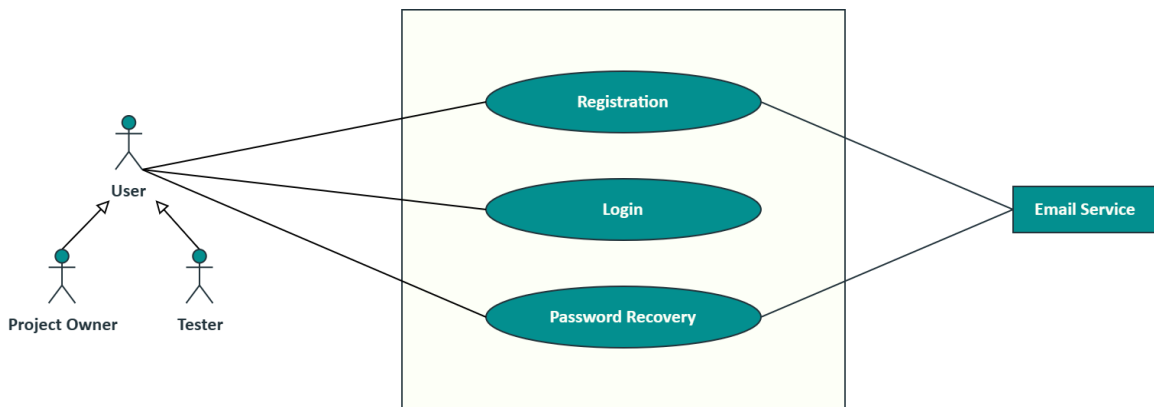 Registration
User
Login
Email Service
Project Owner
Tester
Password Recovery